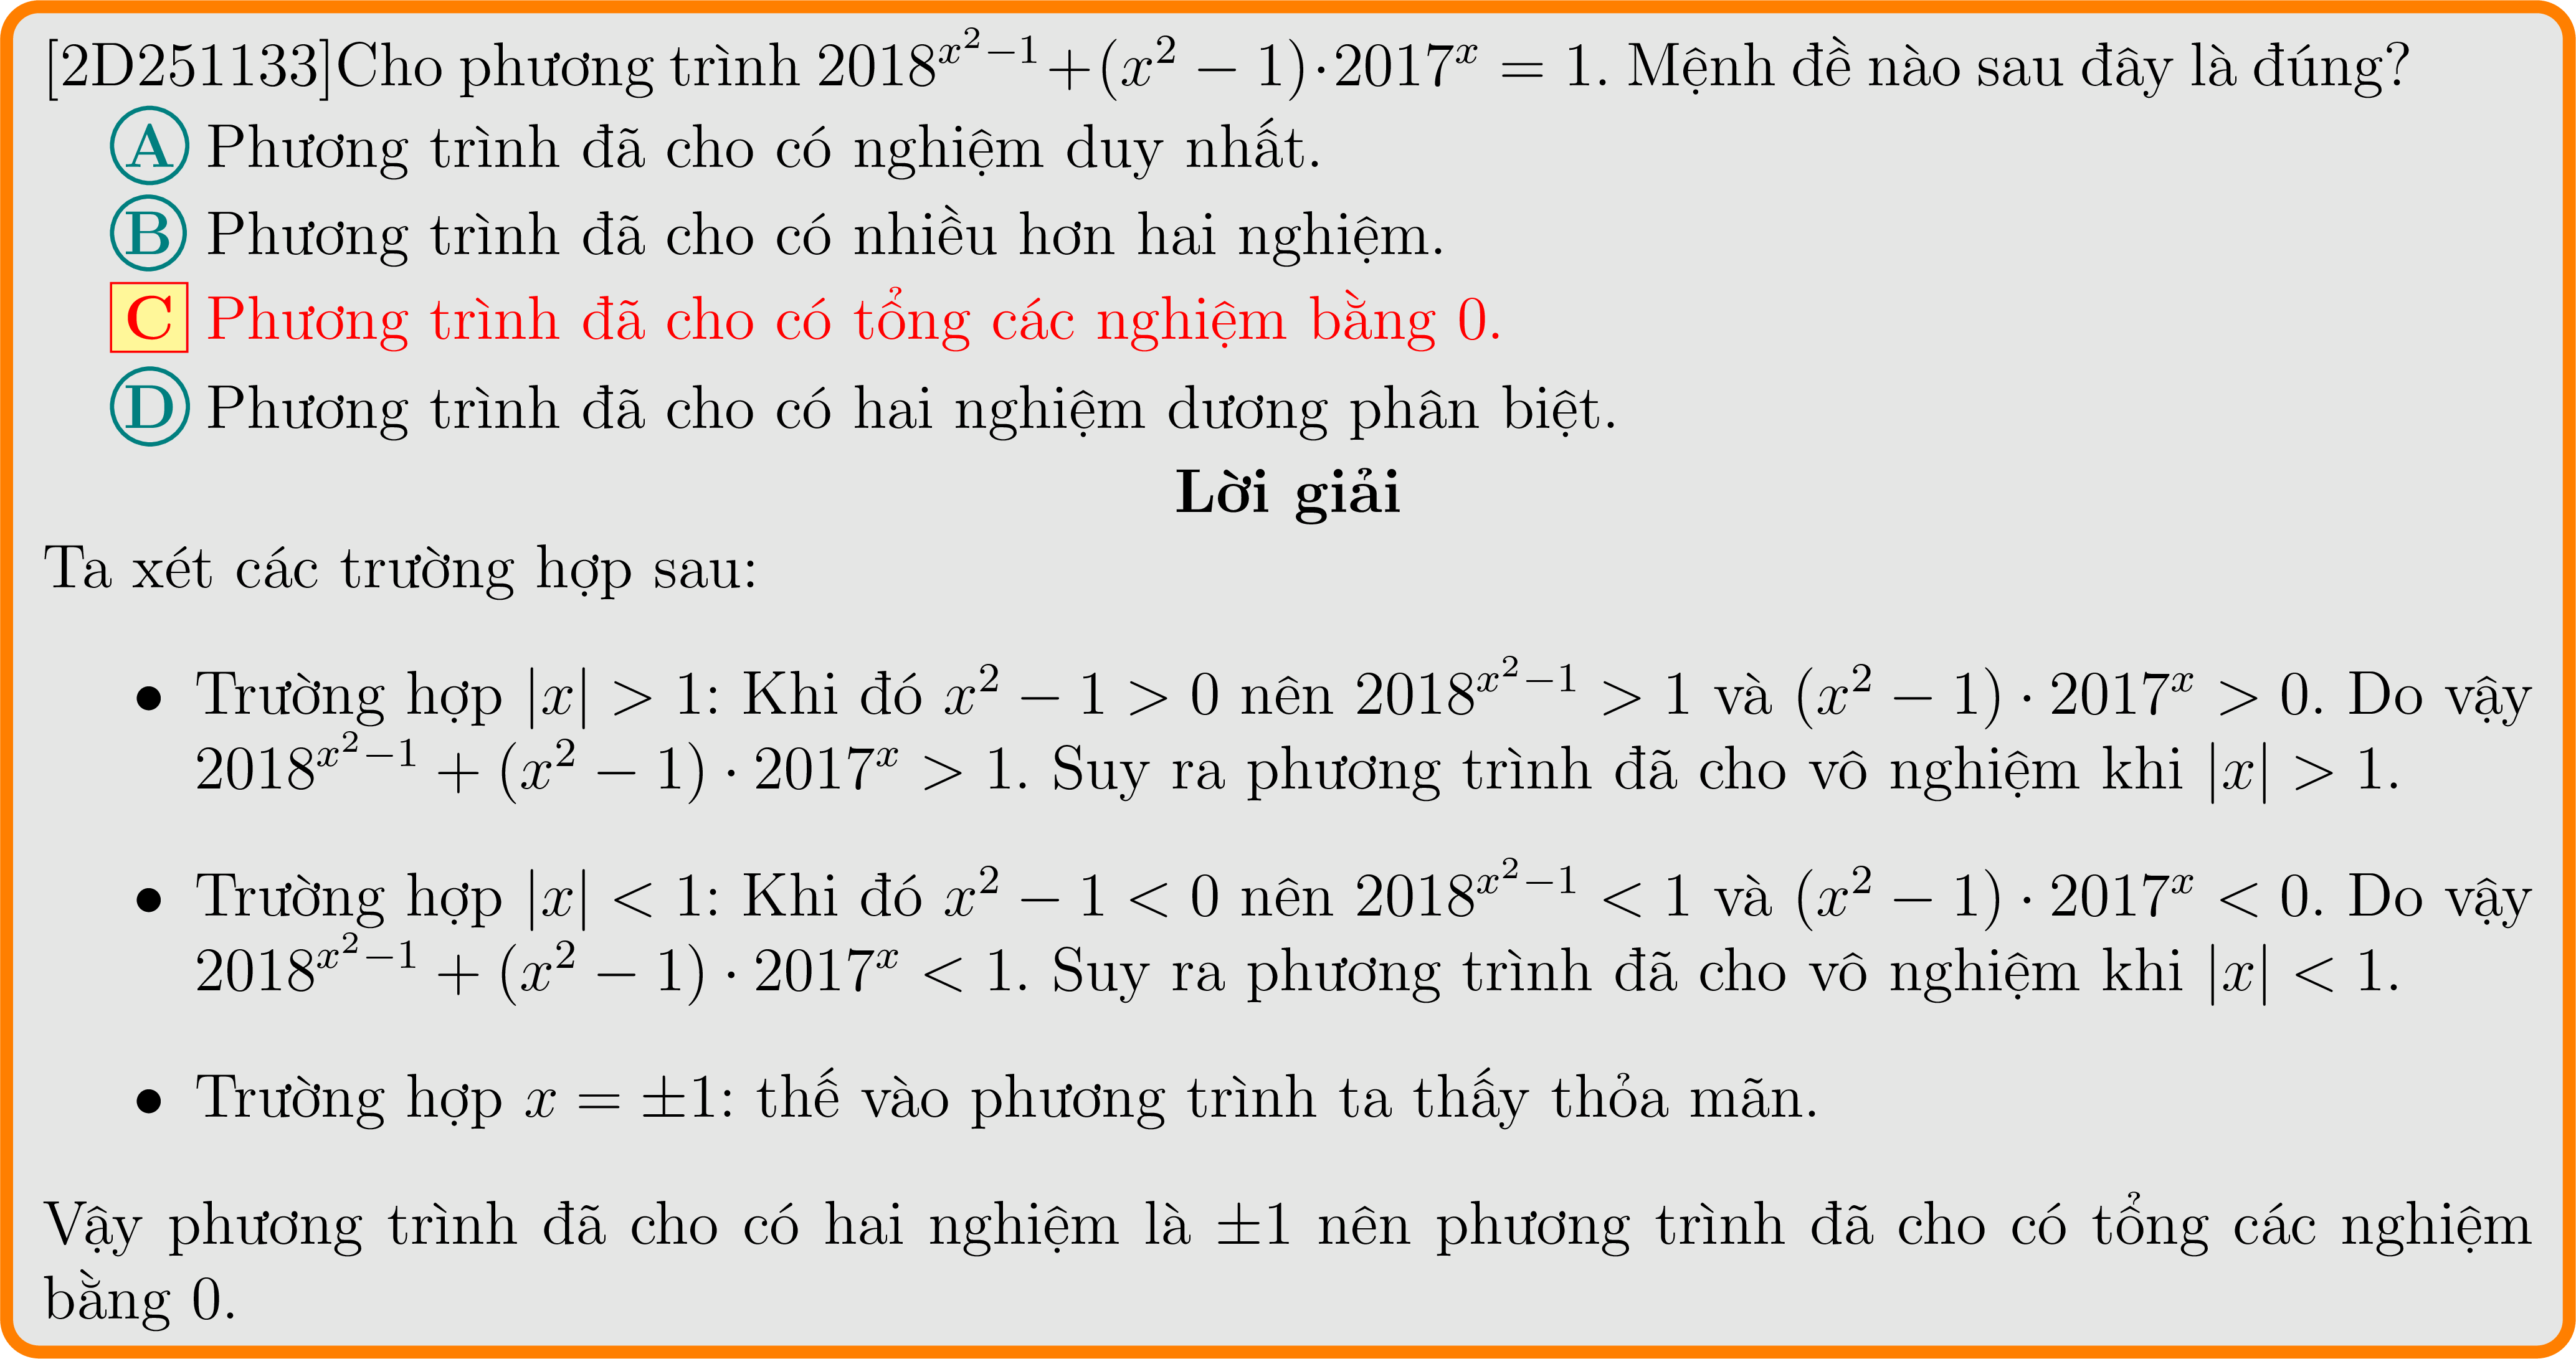 [2D251133]Cho phương trình 2018^{x^2−1}+(x^2 − 1)·2017^x = 1. Mệnh đề nào sau đây là đúng?
A Phương trình đã cho có nghiệm duy nhất.
B Phương trình đã cho có nhiều hơn hai nghiệm.
C Phương trình đã cho có tổng các nghiệm bằng 0.
D Phương trình đã cho có hai nghiệm dương phân biệt.
Lời giải
Ta xét các trường hợp sau:
• Trường hợp |x| > 1: Khi đó x^2 − 1 > 0 nên 2018^{x^2−1} > 1 và (x^2 − 1) · 2017^x > 0. Do vậy
2018^{x^2−1} + (x^2 − 1) · 2017^x > 1. Suy ra phương trình đã cho vô nghiệm khi |x| > 1.
• Trường hợp |x| < 1: Khi đó x^2 − 1 < 0 nên 2018^{x^2−1} < 1 và (x^2 − 1) · 2017^x < 0. Do vậy
2018^{x^2−1} + (x^2 − 1) · 2017^x < 1. Suy ra phương trình đã cho vô nghiệm khi |x| < 1.
• Trường hợp x = ±1: thế vào phương trình ta thấy thỏa mãn.
Vậy phương trình đã cho có hai nghiệm là ±1 nên phương trình đã cho có tổng các nghiệm
bằng 0.